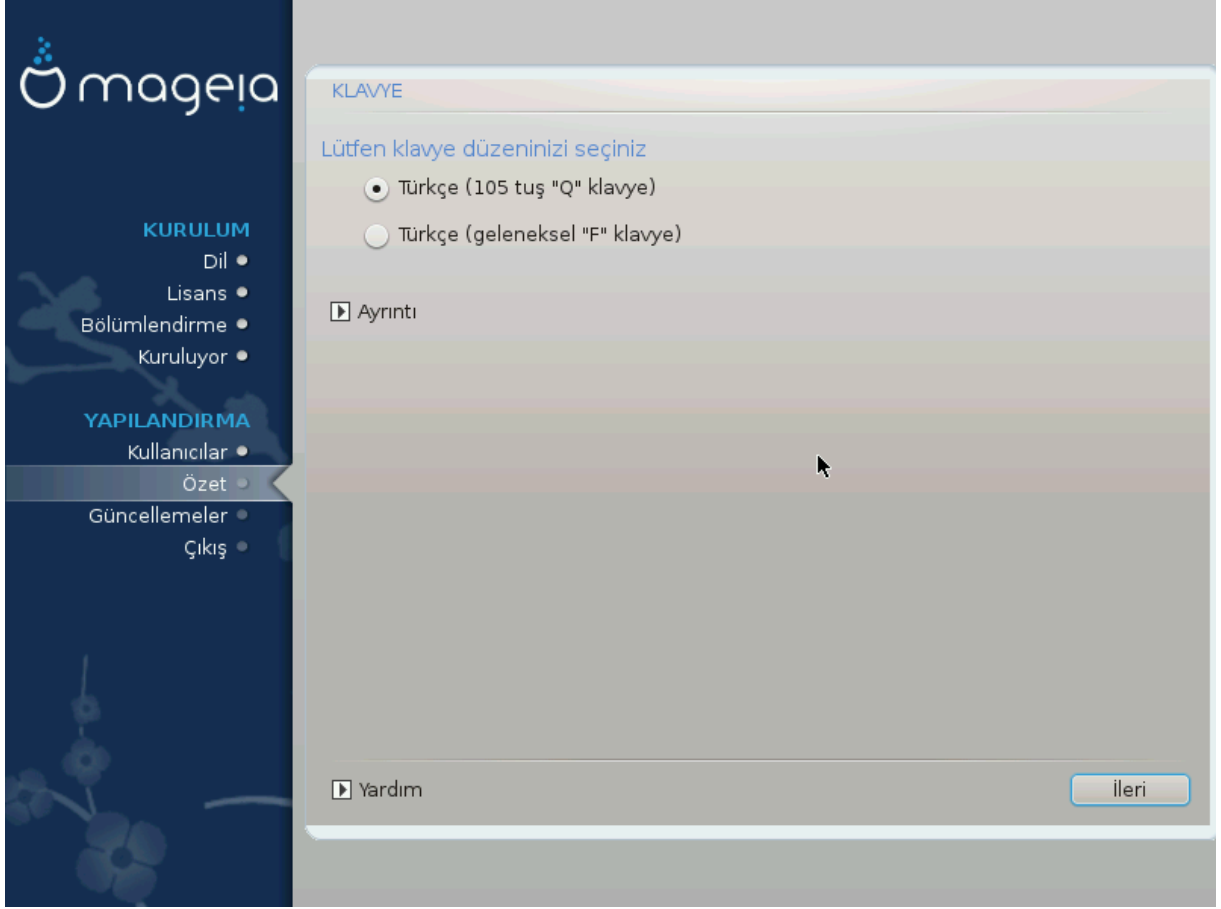 mageia
KURULUM
Dil
Lisans
Bölümlendirme
Kuruluyor
YAPILANDIRMA
Kullanıcılar
Özet
Güncellemeler
Çıkış
KLAVYE
Lütfen klavye düzeninizi seçiniz
Türkçe (105 tuş "Q" klavye)
Türkçe (geleneksel "F" klavye)
Ayrıntı
Yardım
İleri